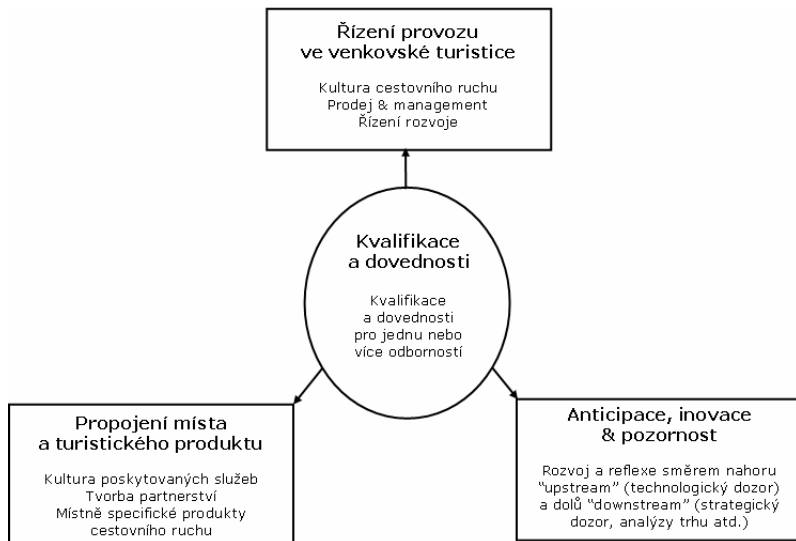 Řízení provozu
ve venkovské turistice
Kultura cestovního ruchu
Prodej & management
Řízení rozvoje
Kvalifikace
a dovednosti
Kvalifikace
a dovednosti
pro jednu nebo
více odborností
Propojení místa
a turistického produktu
Kultura poskytovaných služeb
Tvorba partnerství
Místně specifické produkty
cestovního ruchu
Anticipace, inovace
& pozornost
Rozvoj a reflexe směrem nahoru
"upstream" (technologický dozor)
a dolů "downstream" (strategický
dozor, analýzy trhu atd.)